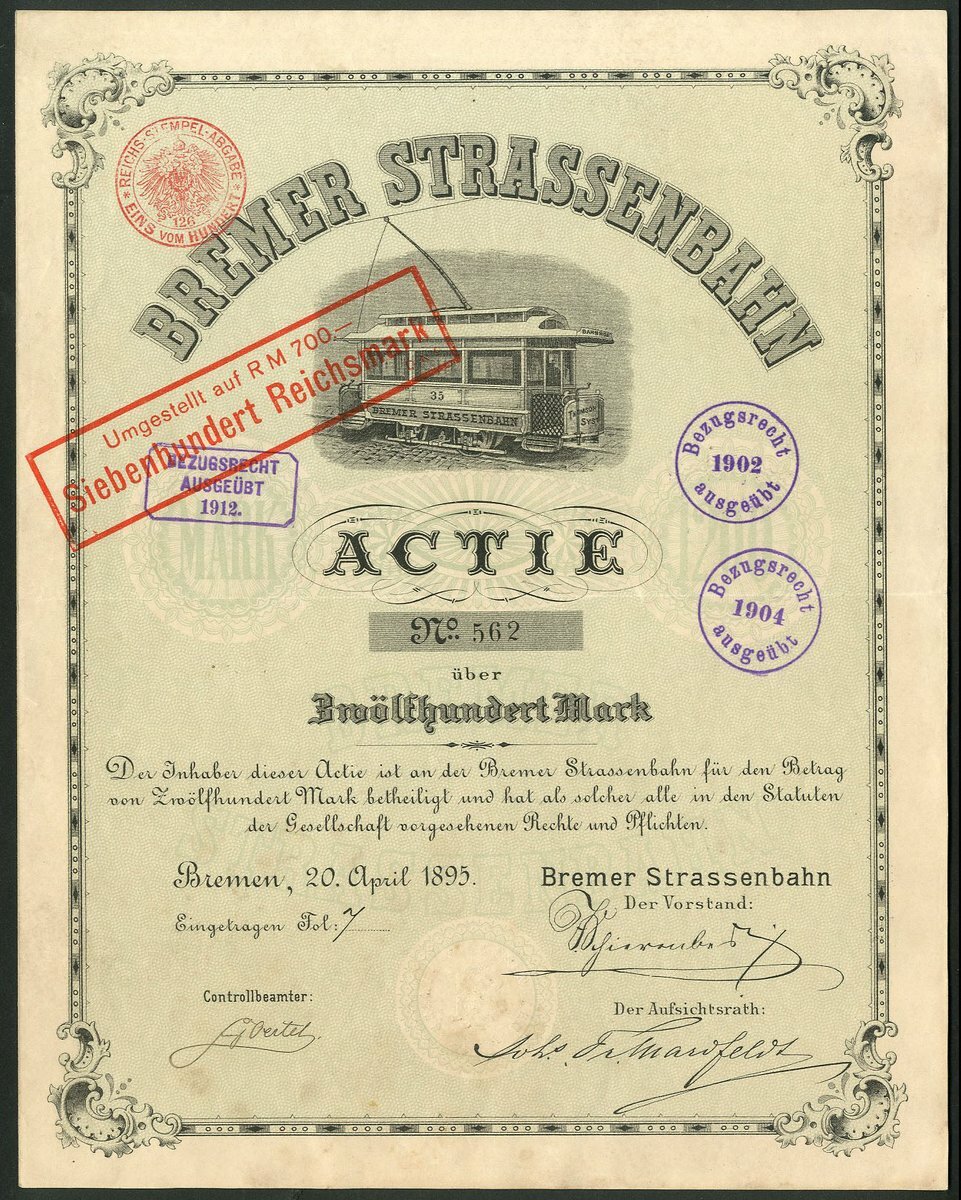 REICHS-STEMPEL-ABGABE
126
* EINS VOM HUNDERT *
BREMER STRASSENBAHN
Umgestellt auf RM 700.—
Siebenhundert Reichsmark
35
BREMER STRASSENBAHN
BEZUGSRECHT
AUSGEÜBT
1912.
Bezugsrecht
1902
ausgeübt
MARK
1200
ACTIE
Bezugsrecht
1904
ausgeübt
No. 562
über
Zwölfhundert Mark
Der Inhaber dieser Actie ist an der Bremer Strassenbahn für den Betrag
von Zwölfhundert Mark betheiligt und hat als solcher alle in den Statuten
der Gesellschaft vorgesehenen Rechte und Pflichten.
Bremen, 20. April 1895.
Bremer Strassenbahn
Der Vorstand:
Eingetragen Fol: 7
Controllbeamter:
Der Aufsichtsrath: